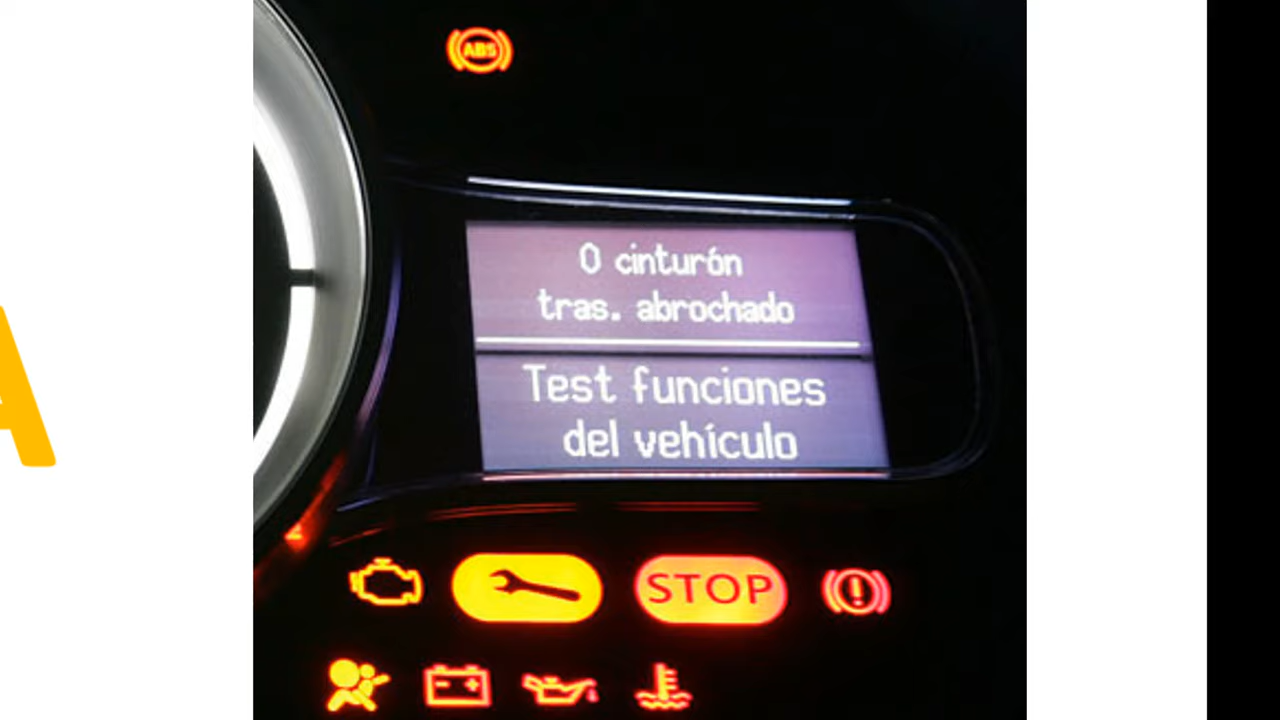 A
ABS
0 cinturón
tras. abrochado
Test funciones
del vehículo
STOP